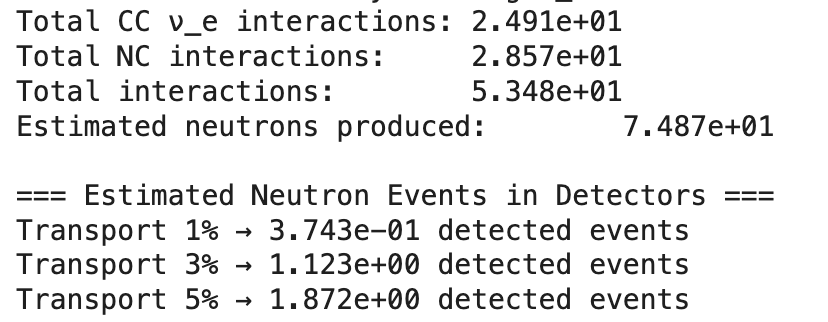 Total CC ν_e interactions: 2.491e+01
Total NC interactions: 2.857e+01
Total interactions: 5.348e+01
Estimated neutrons produced: 7.487e+01
=== Estimated Neutron Events in Detectors ===
Transport 1% → 3.743e-01 detected events
Transport 3% → 1.123e+00 detected events
Transport 5% → 1.872e+00 detected events